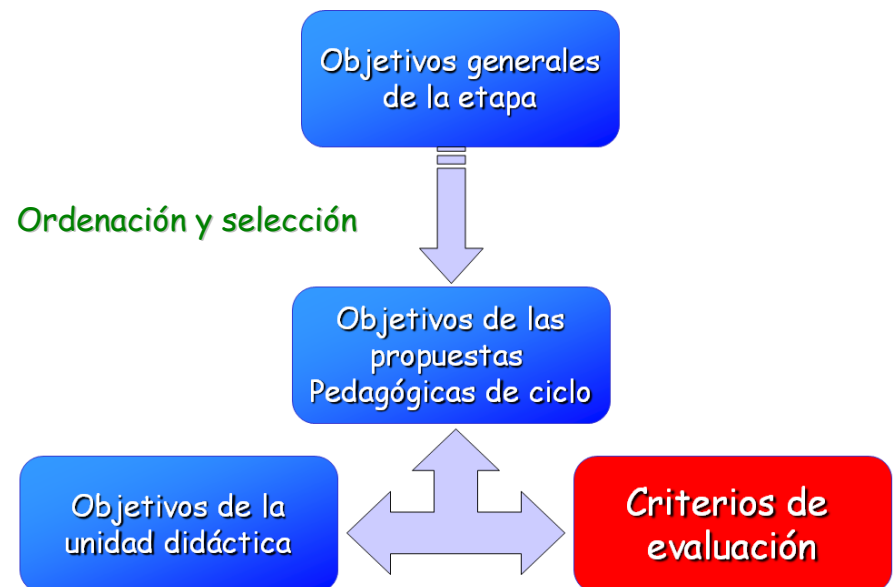 Objetivos generales
de la etapa
Ordenación y selección
Objetivos de las
propuestas
Pedagógicas de ciclo
Objetivos de la
unidad didáctica
Criterios de
evaluación